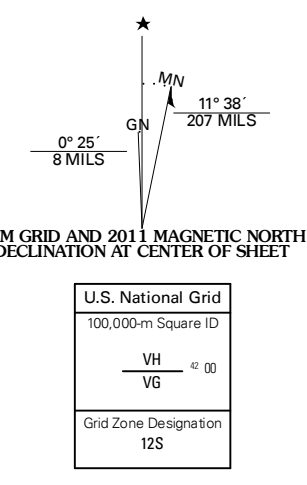 ★
MN
GN
11° 38´
207 MILS
0° 25´
8 MILS
M GRID AND 2011 MAGNETIC NORTH
DECLINATION AT CENTER OF SHEET
U.S. National Grid
100,000-m Square ID
VH
42 00
VG
Grid Zone Designation
12S